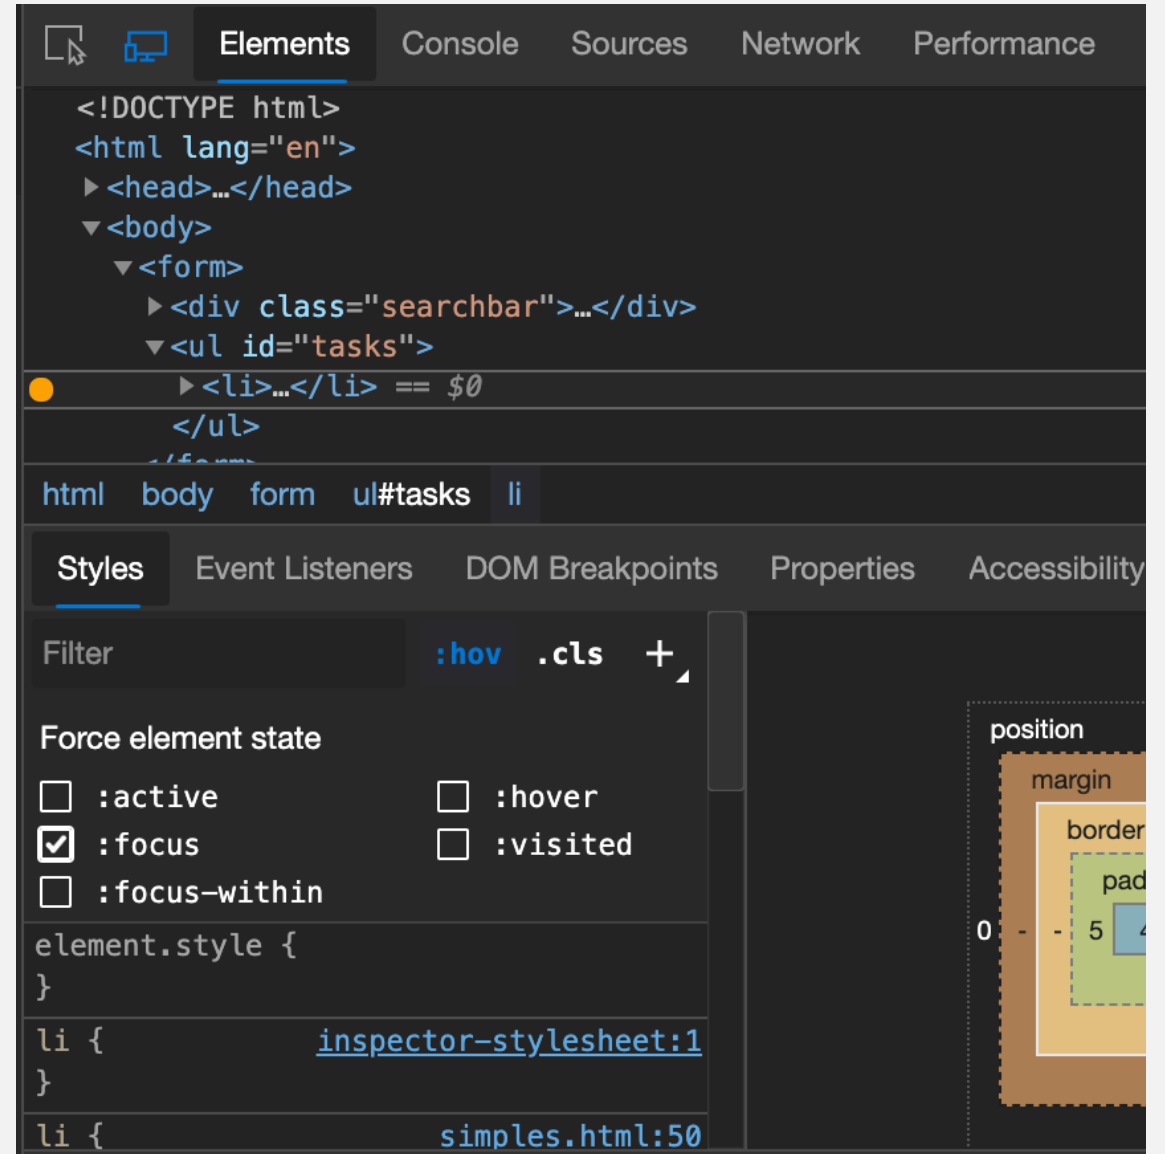 Elements Console Sources Network Performance
<!DOCTYPE html>
<html lang="en">
<head>…</head>
<body>
<form>
<div class="searchbar">…</div>
<ul id="tasks">
<li>…</li> == $0
</ul>
html body form ul#tasks li
Styles Event Listeners DOM Breakpoints Properties Accessibility
Filter :hov .cls +
Force element state
:active :hover
:focus :visited
:focus-within
element.style {
}
li { inspector-stylesheet:1
}
li { simples.html:50
position
margin
border
pad
0 - - 5